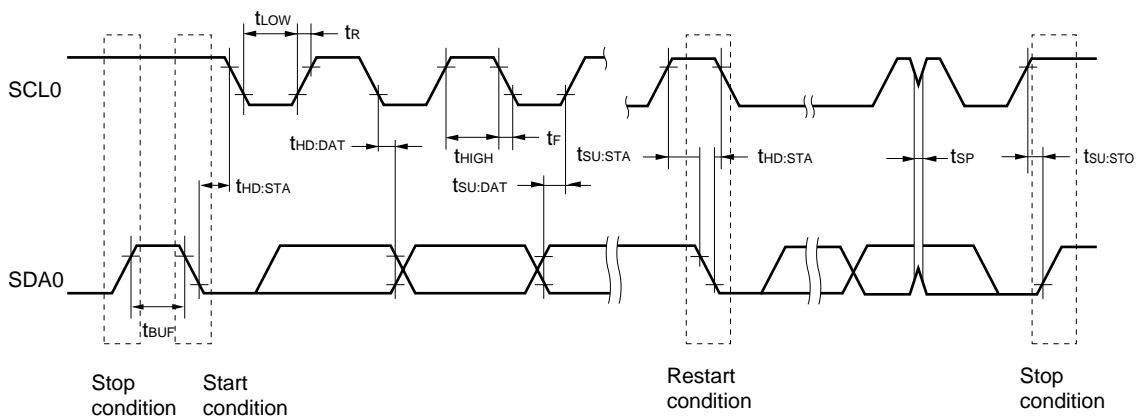 tLOW
tR
SCL0
tHD:DAT
tHIGH
tF
tSU:STA
tHD:STA
tSP
tSU:STO
tHD:STA
tSU:DAT
SDA0
tBUF
Stop
condition
Start
condition
Restart
condition
Stop
condition